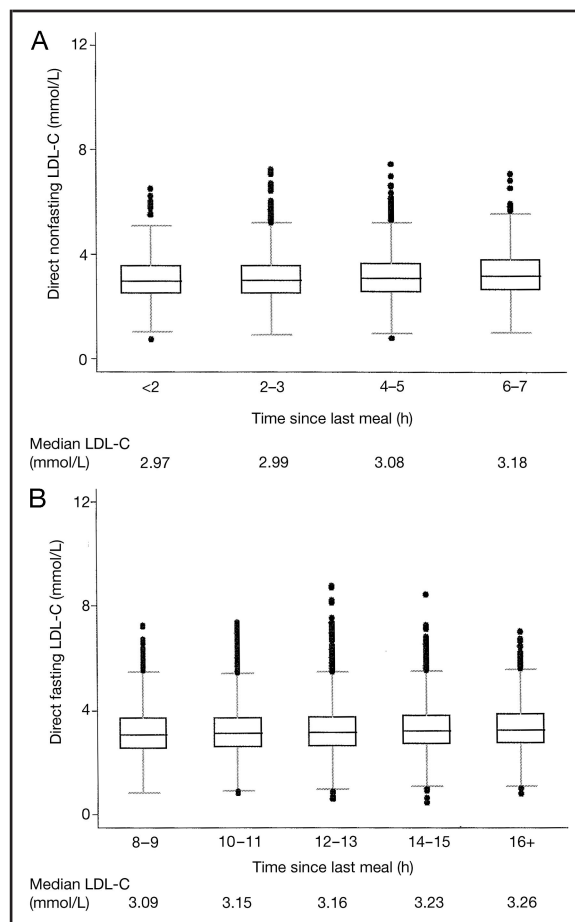 A
Direct nonfasting LDL-C (mmol/L)
12
8
4
0
<2 2–3 4–5 6–7
Time since last meal (h)
Median LDL-C
(mmol/L) 2.97 2.99 3.08 3.18
B
Direct fasting LDL-C (mmol/L)
12
8
4
0
8–9 10–11 12–13 14–15 16+
Time since last meal (h)
Median LDL-C
(mmol/L) 3.09 3.15 3.16 3.23 3.26